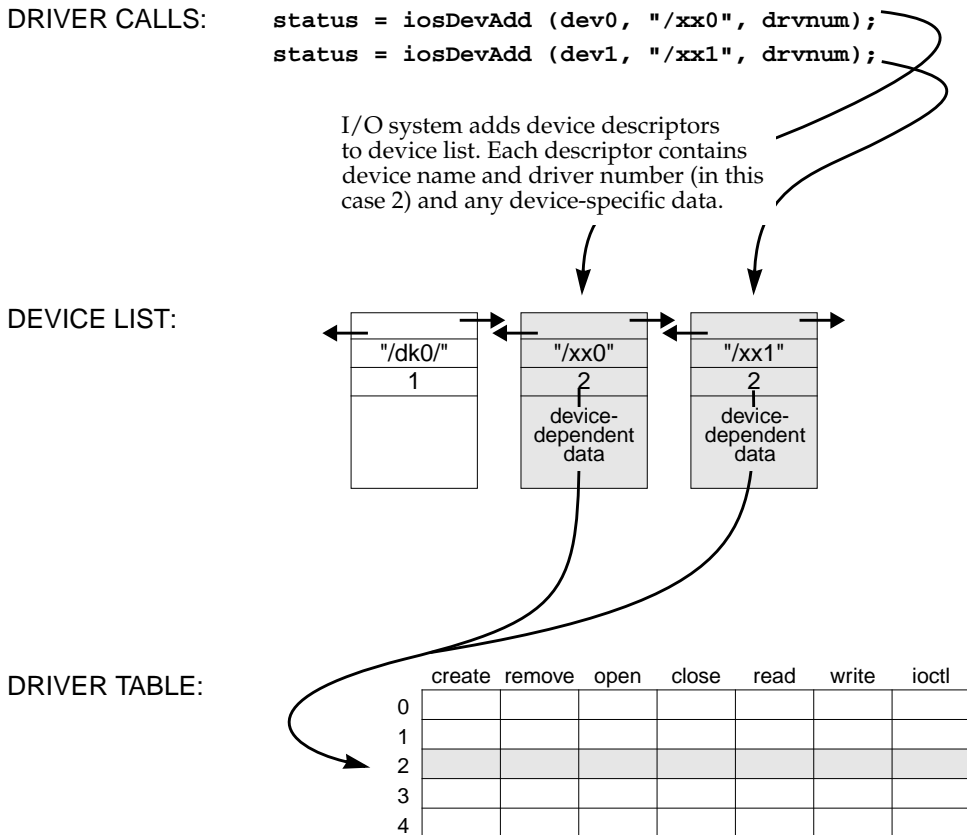 DRIVER CALLS:
status = iosDevAdd (dev0, "/xx0", drvnum);
status = iosDevAdd (dev1, "/xx1", drvnum);
I/O system adds device descriptors
to device list. Each descriptor contains
device name and driver number (in this
case 2) and any device-specific data.
DEVICE LIST:
"/dk0/"
1
"/xx0"
2
device-
dependent
data
"/xx1"
2
device-
dependent
data
DRIVER TABLE:
create remove open close read write ioctl
0
1
2
3
4